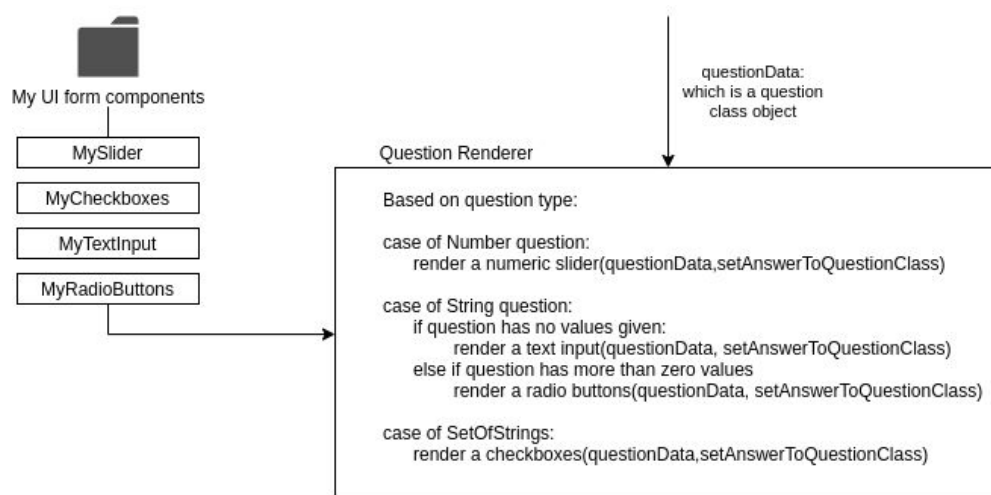 My UI form components
MySlider
MyCheckboxes
MyTextInput
MyRadioButtons
questionData:
which is a question
class object
Question Renderer
Based on question type:
case of Number question:
render a numeric slider(questionData,setAnswerToQuestionClass)
case of String question:
if question has no values given:
render a text input(questionData, setAnswerToQuestionClass)
else if question has more than zero values
render a radio buttons(questionData, setAnswerToQuestionClass)
case of SetOfStrings:
render a checkboxes(questionData,setAnswerToQuestionClass)